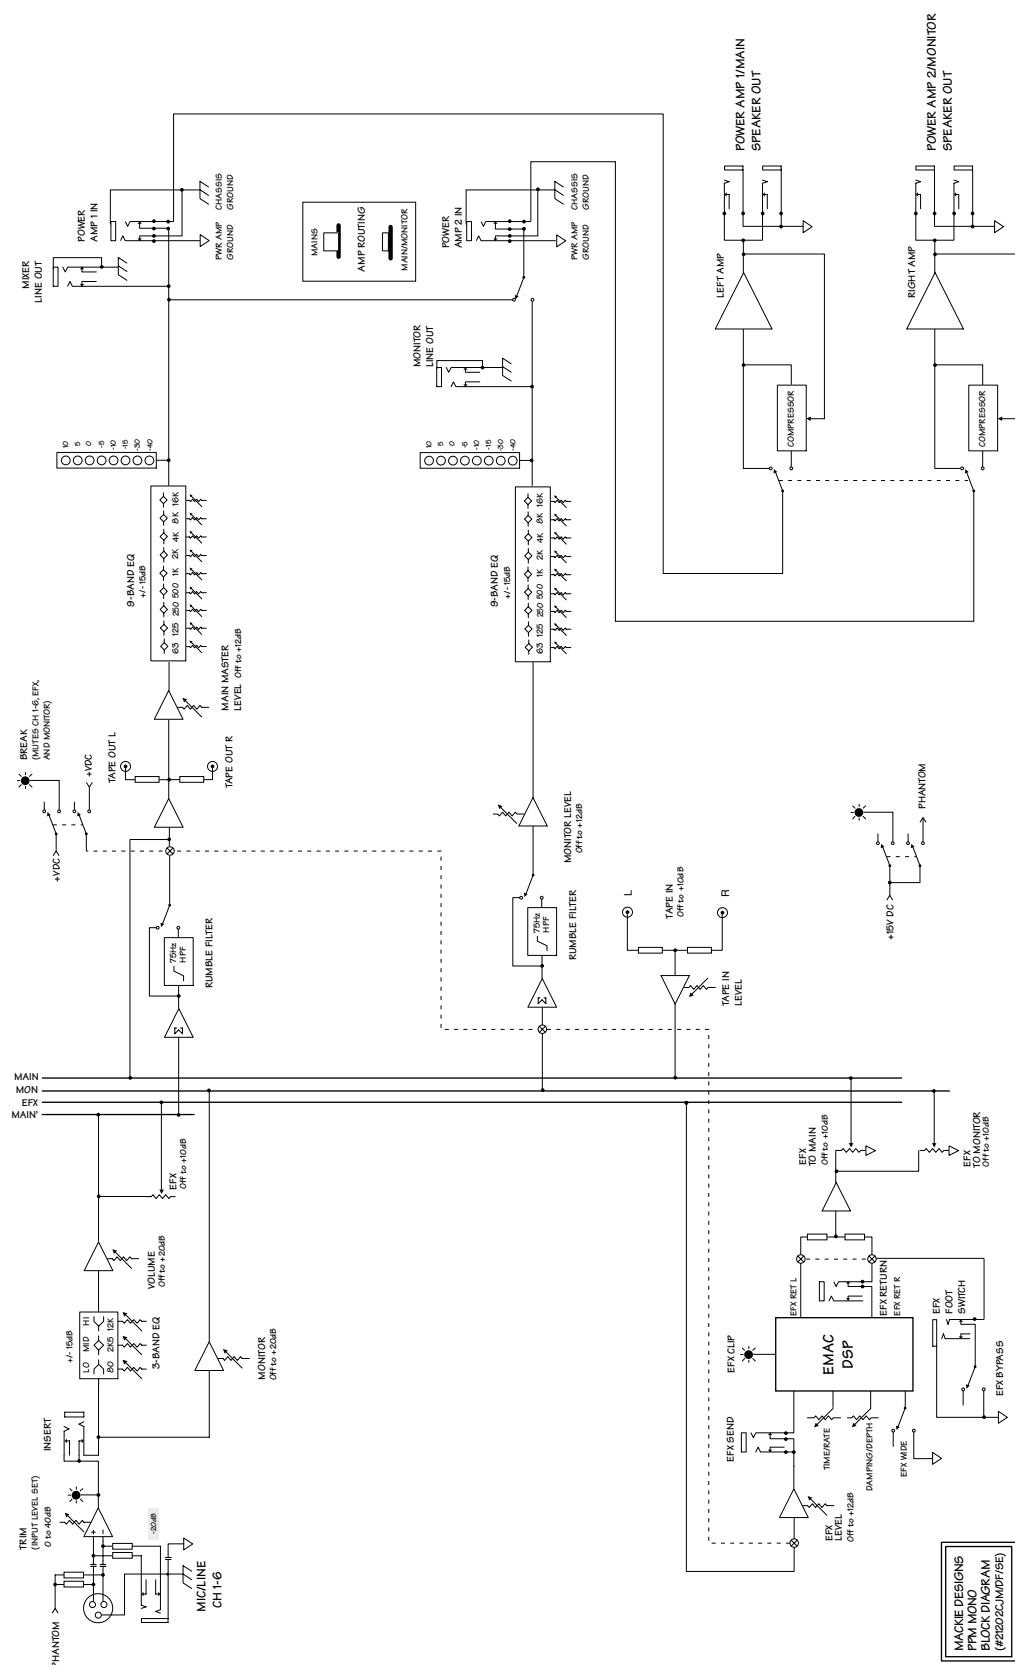 POWER AMP 1/MAIN
SPEAKER OUT
POWER AMP 2/MONITOR
SPEAKER OUT
MIXER
LINE OUT
POWER
AMP 1 IN
PWR AMP
GROUND
CHASSIS
GROUND
MAINS
AMP ROUTING
MAIN/MONITOR
POWER
AMP 2 IN
PWR AMP
GROUND
CHASSIS
GROUND
LEFT AMP
RIGHT AMP
MONITOR
LINE OUT
COMPRESSOR
COMPRESSOR
10
5
0
-5
-10
-15
-30
-40
10
5
0
-5
-10
-15
-30
-40
9-BAND EQ
+/- 15dB
63 125 250 500 1K 2K 4K 8K 16K
9-BAND EQ
+/- 15dB
63 125 250 500 1K 2K 4K 8K 16K
BREAK
(MUTES CH 1-6, EFX,
AND MONITOR)
+VDC
+VDC
TAPE OUT L
TAPE OUT R
MAIN MASTER
LEVEL Off to +12dB
MONITOR LEVEL
Off to +12dB
75Hz
HPF
RUMBLE FILTER
Σ
75Hz
HPF
RUMBLE FILTER
Σ
L
TAPE IN
Off to +10dB
R
TAPE IN
LEVEL
+15V DC
PHANTOM
MAIN
MON
EFX
MAIN'
EFX
Off to +10dB
VOLUME
Off to +20dB
+/- 15dB
LO MID HI
80 2K5 12K
3-BAND EQ
MONITOR
Off to +20dB
INSERT
TRIM
(INPUT LEVEL SET)
0 to 40dB
+
-
-20dB
PHANTOM
MIC/LINE
CH 1-6
EFX
TO MAIN
Off to +10dB
EFX
TO MONITOR
Off to +10dB
EFX RET L
EFX RETURN
EFX RET R
EFX CLIP
EMAC
DSP
EFX
FOOT
SWITCH
EFX BYPASS
EFX SEND
TIME/RATE
DAMPING/DEPTH
EFX WIDE
EFX
LEVEL
Off to +12dB
MACKIE DESIGNS
PPM MONO
BLOCK DIAGRAM
(#21202CJM/DF/SE)